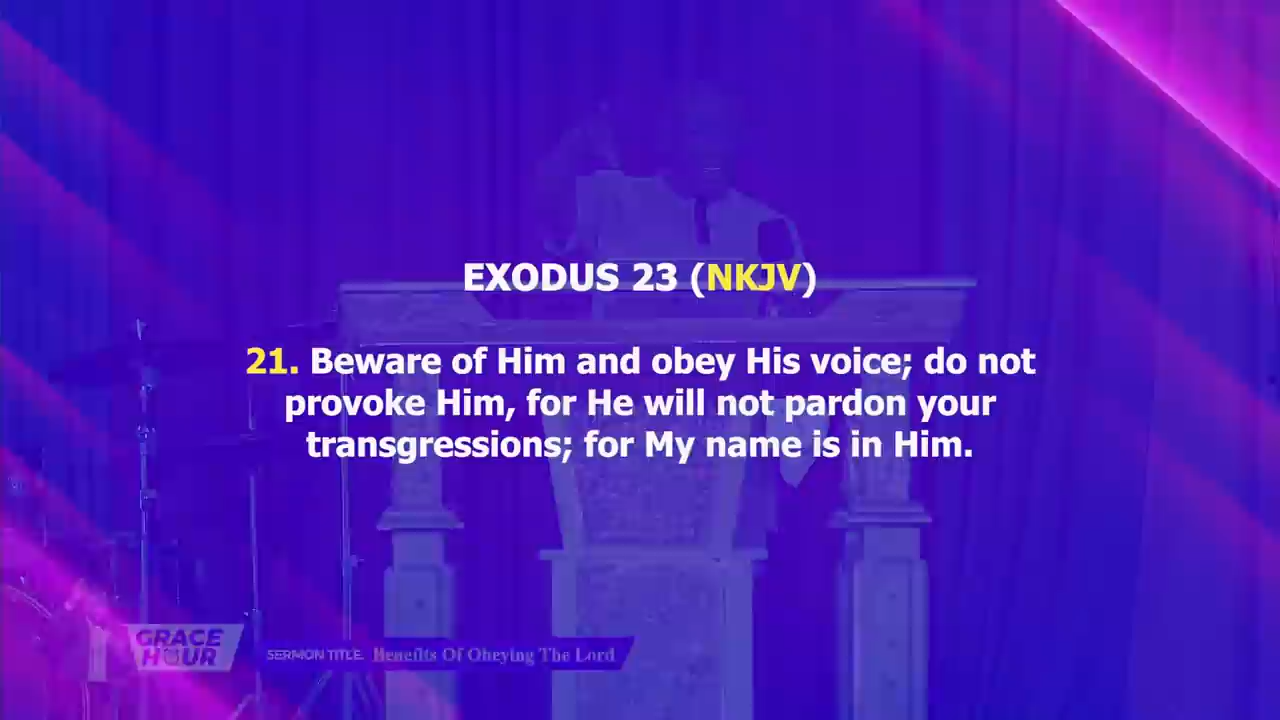 EXODUS 23 (NKJV)
21. Beware of Him and obey His voice; do not
provoke Him, for He will not pardon your
transgressions; for My name is in Him.
GRACE
HOUR
SERMON TITLE: Benefits Of Obeying The Lord